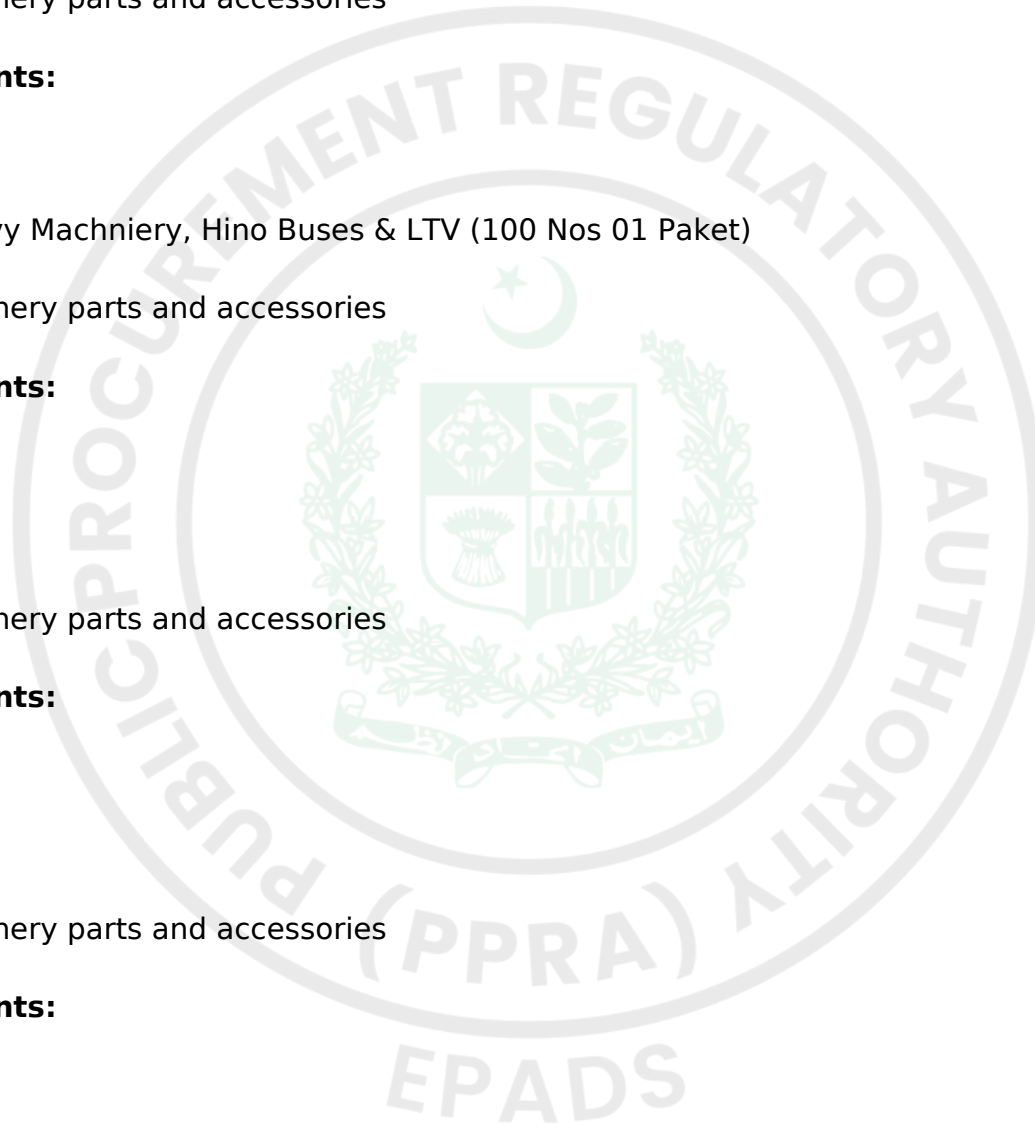 nery parts and accessories
nts:
vy Machniery, Hino Buses & LTV (100 Nos 01 Paket)
nery parts and accessories
nts:
nery parts and accessories
nts:
nery parts and accessories
nts:
PUBLIC PROCUREMENT REGULATORY AUTHORITY
(PPRA)
EPADS